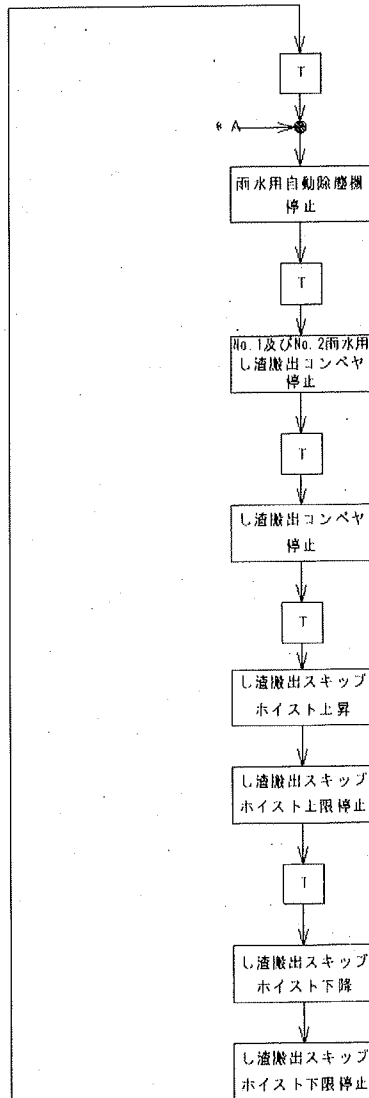 T
* A
雨水用自動除塵機
停止
T
No.1及びNo.2雨水用
し渣搬出コンベヤ
停止
T
し渣搬出コンベヤ
停止
T
し渣搬出スキップ
ホイスト上昇
し渣搬出スキップ
ホイスト上限停止
T
し渣搬出スキップ
ホイスト下降
し渣搬出スキップ
ホイスト下限停止